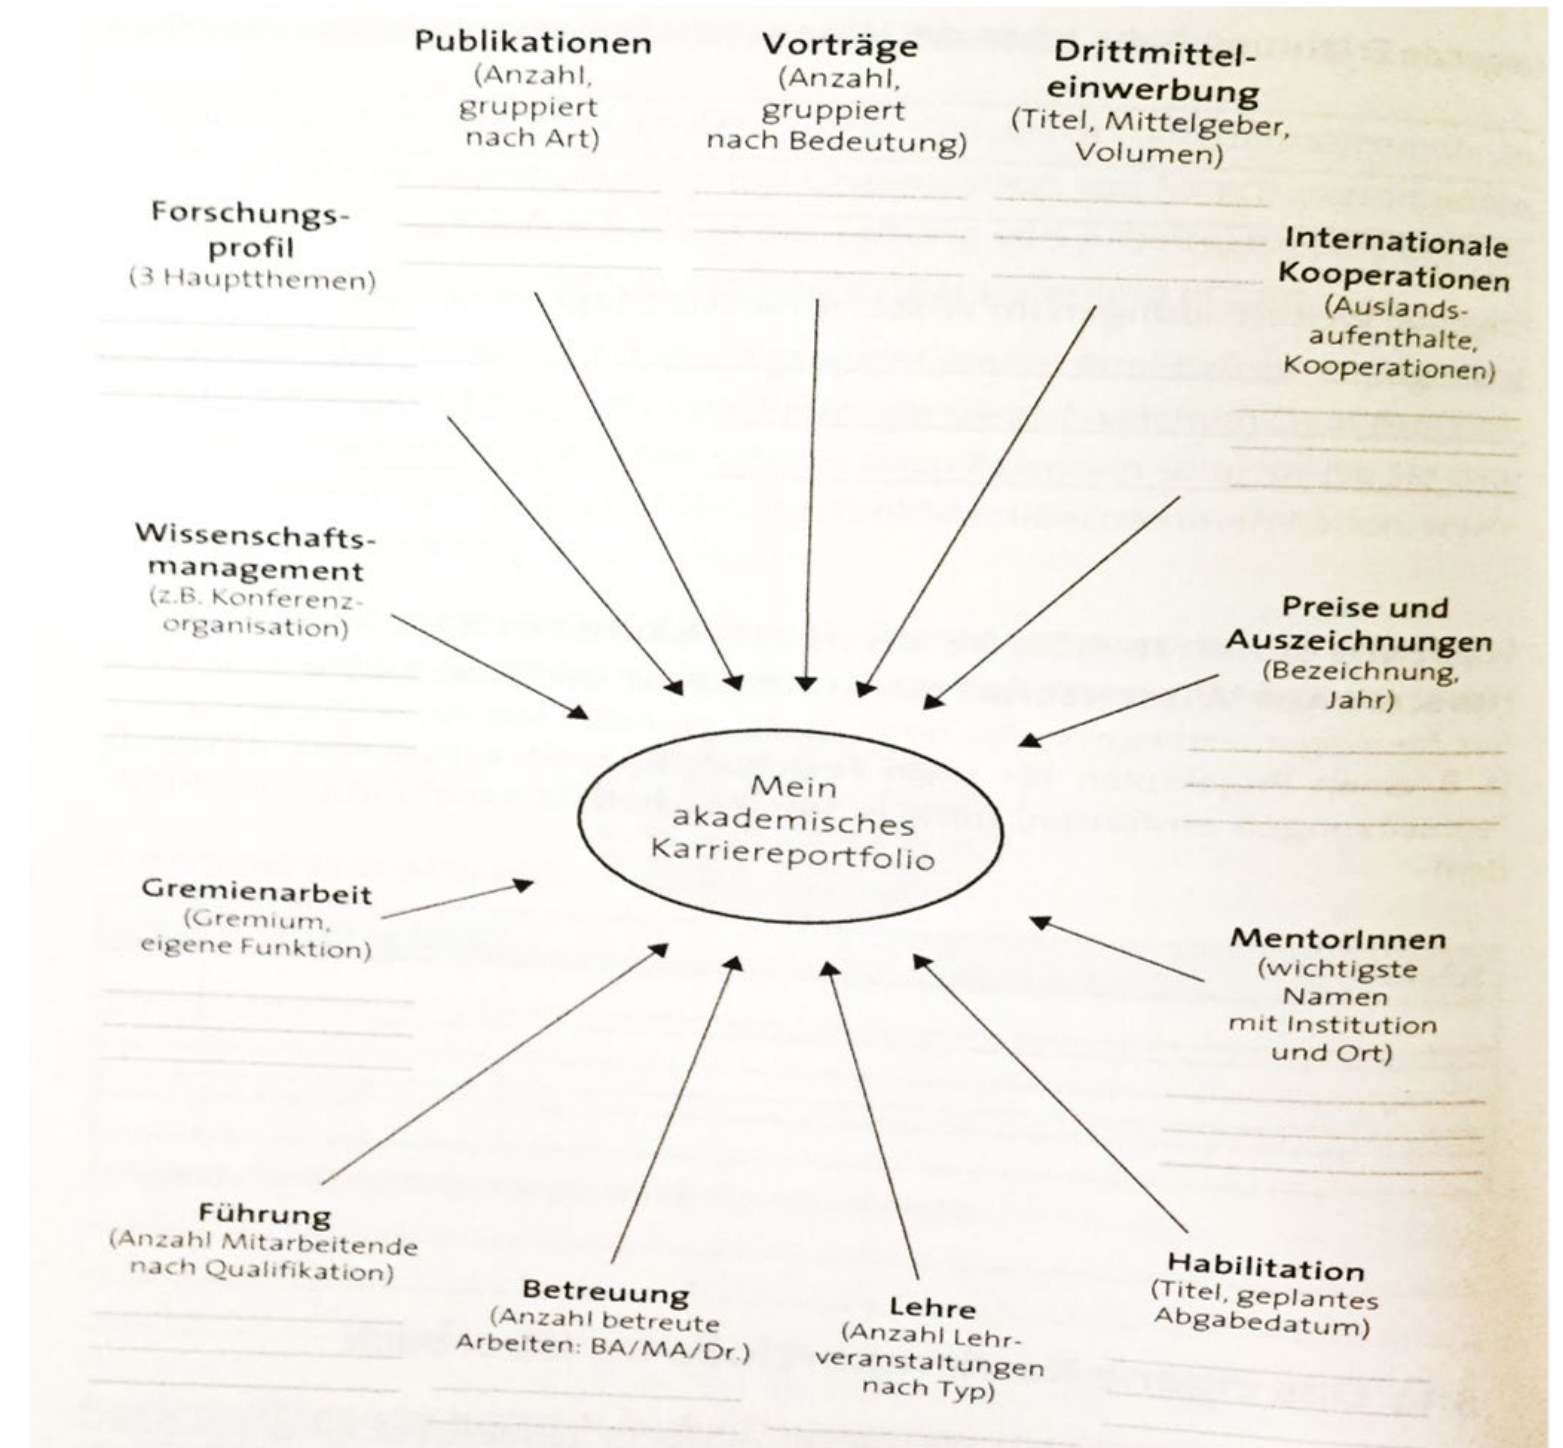 Publikationen
(Anzahl,
gruppiert
nach Art)
Vorträge
(Anzahl,
gruppiert
nach Bedeutung)
Drittmittel-
einwerbung
(Titel, Mittelgeber,
Volumen)
Forschungs-
profil
(3 Hauptthemen)
Internationale
Kooperationen
(Auslands-
aufenthalte,
Kooperationen)
Wissenschafts-
management
(z.B. Konferenz-
organisation)
Preise und
Auszeichnungen
(Bezeichnung,
Jahr)
Mein
akademisches
Karriereportfolio
Gremienarbeit
(Gremium,
eigene Funktion)
MentorInnen
(wichtigste
Namen
mit Institution
und Ort)
Führung
(Anzahl Mitarbeitende
nach Qualifikation)
Betreuung
(Anzahl betreute
Arbeiten: BA/MA/Dr.)
Lehre
(Anzahl Lehr-
veranstaltungen
nach Typ)
Habilitation
(Titel, geplantes
Abgabedatum)